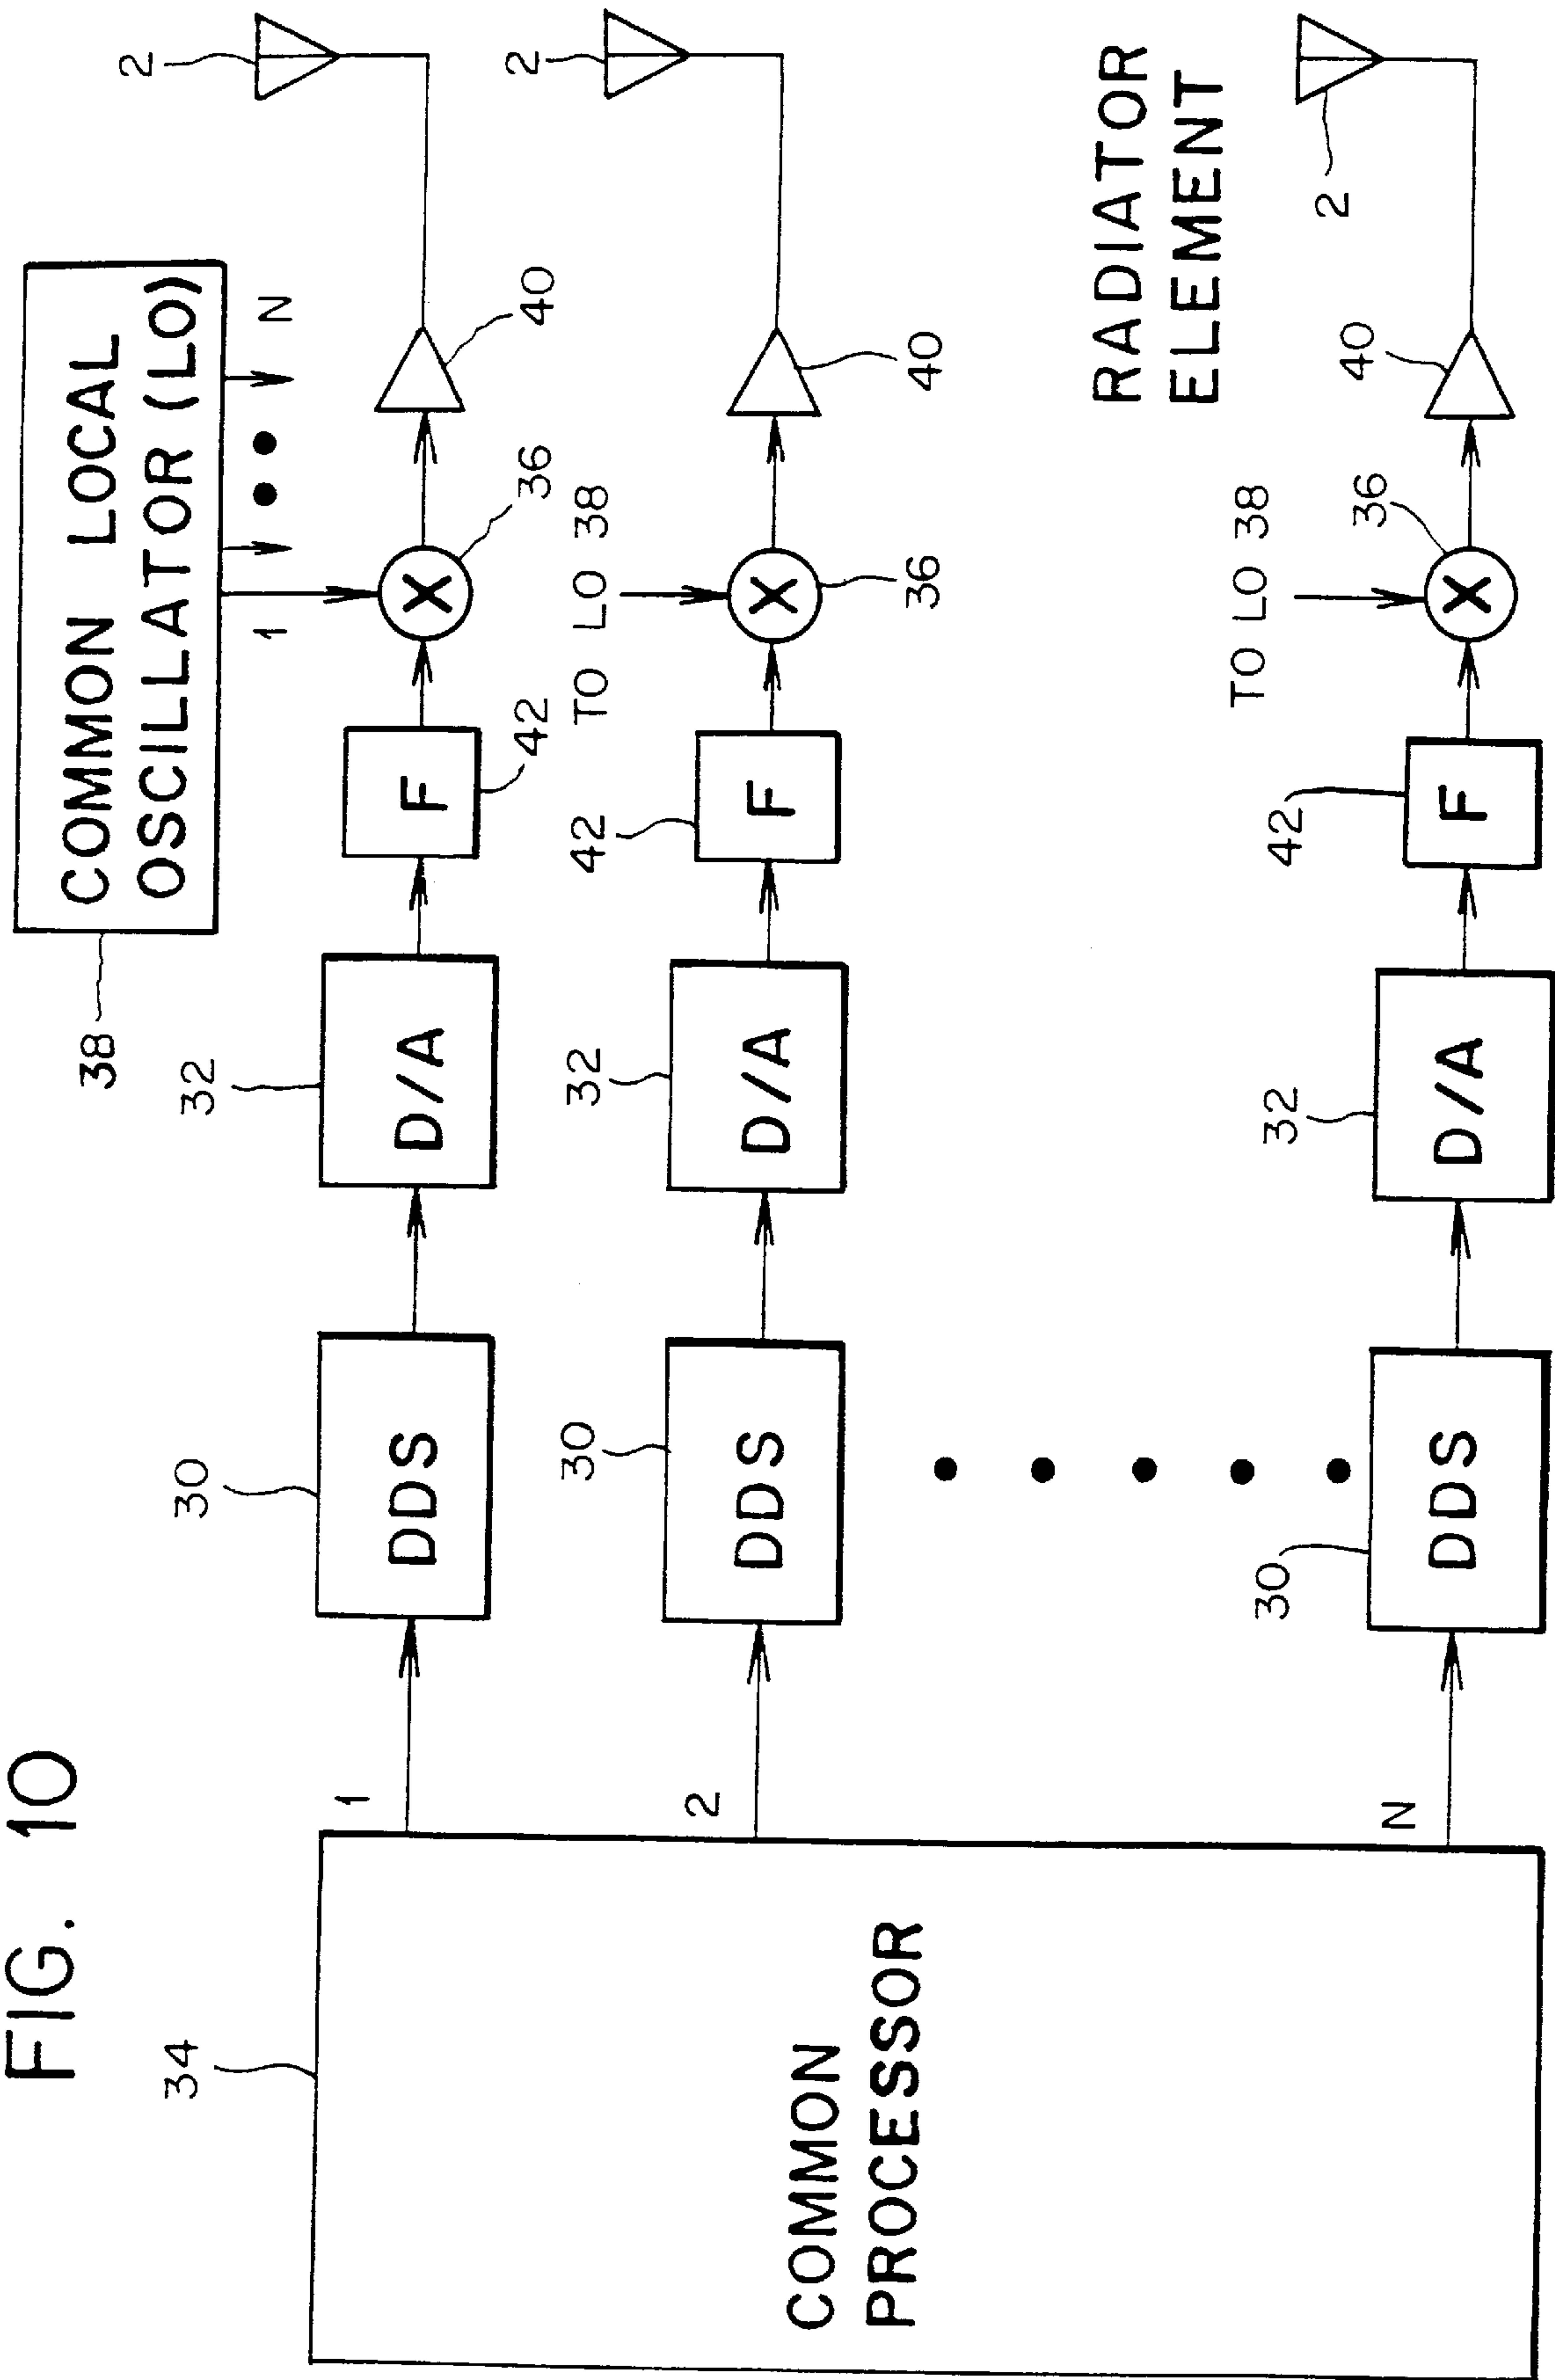 FIG. 10
COMMON LOCAL
OSCILLATOR (LO)
38
1
N
34
COMMON
PROCESSOR
1
30
DDS
32
D/A
F
42
X
36
40
2
2
30
DDS
32
D/A
42
F
TO LO 38
X
36
40
2
RADIATOR
ELEMENT
N
30
DDS
32
D/A
42
F
TO LO 38
X
36
40
2